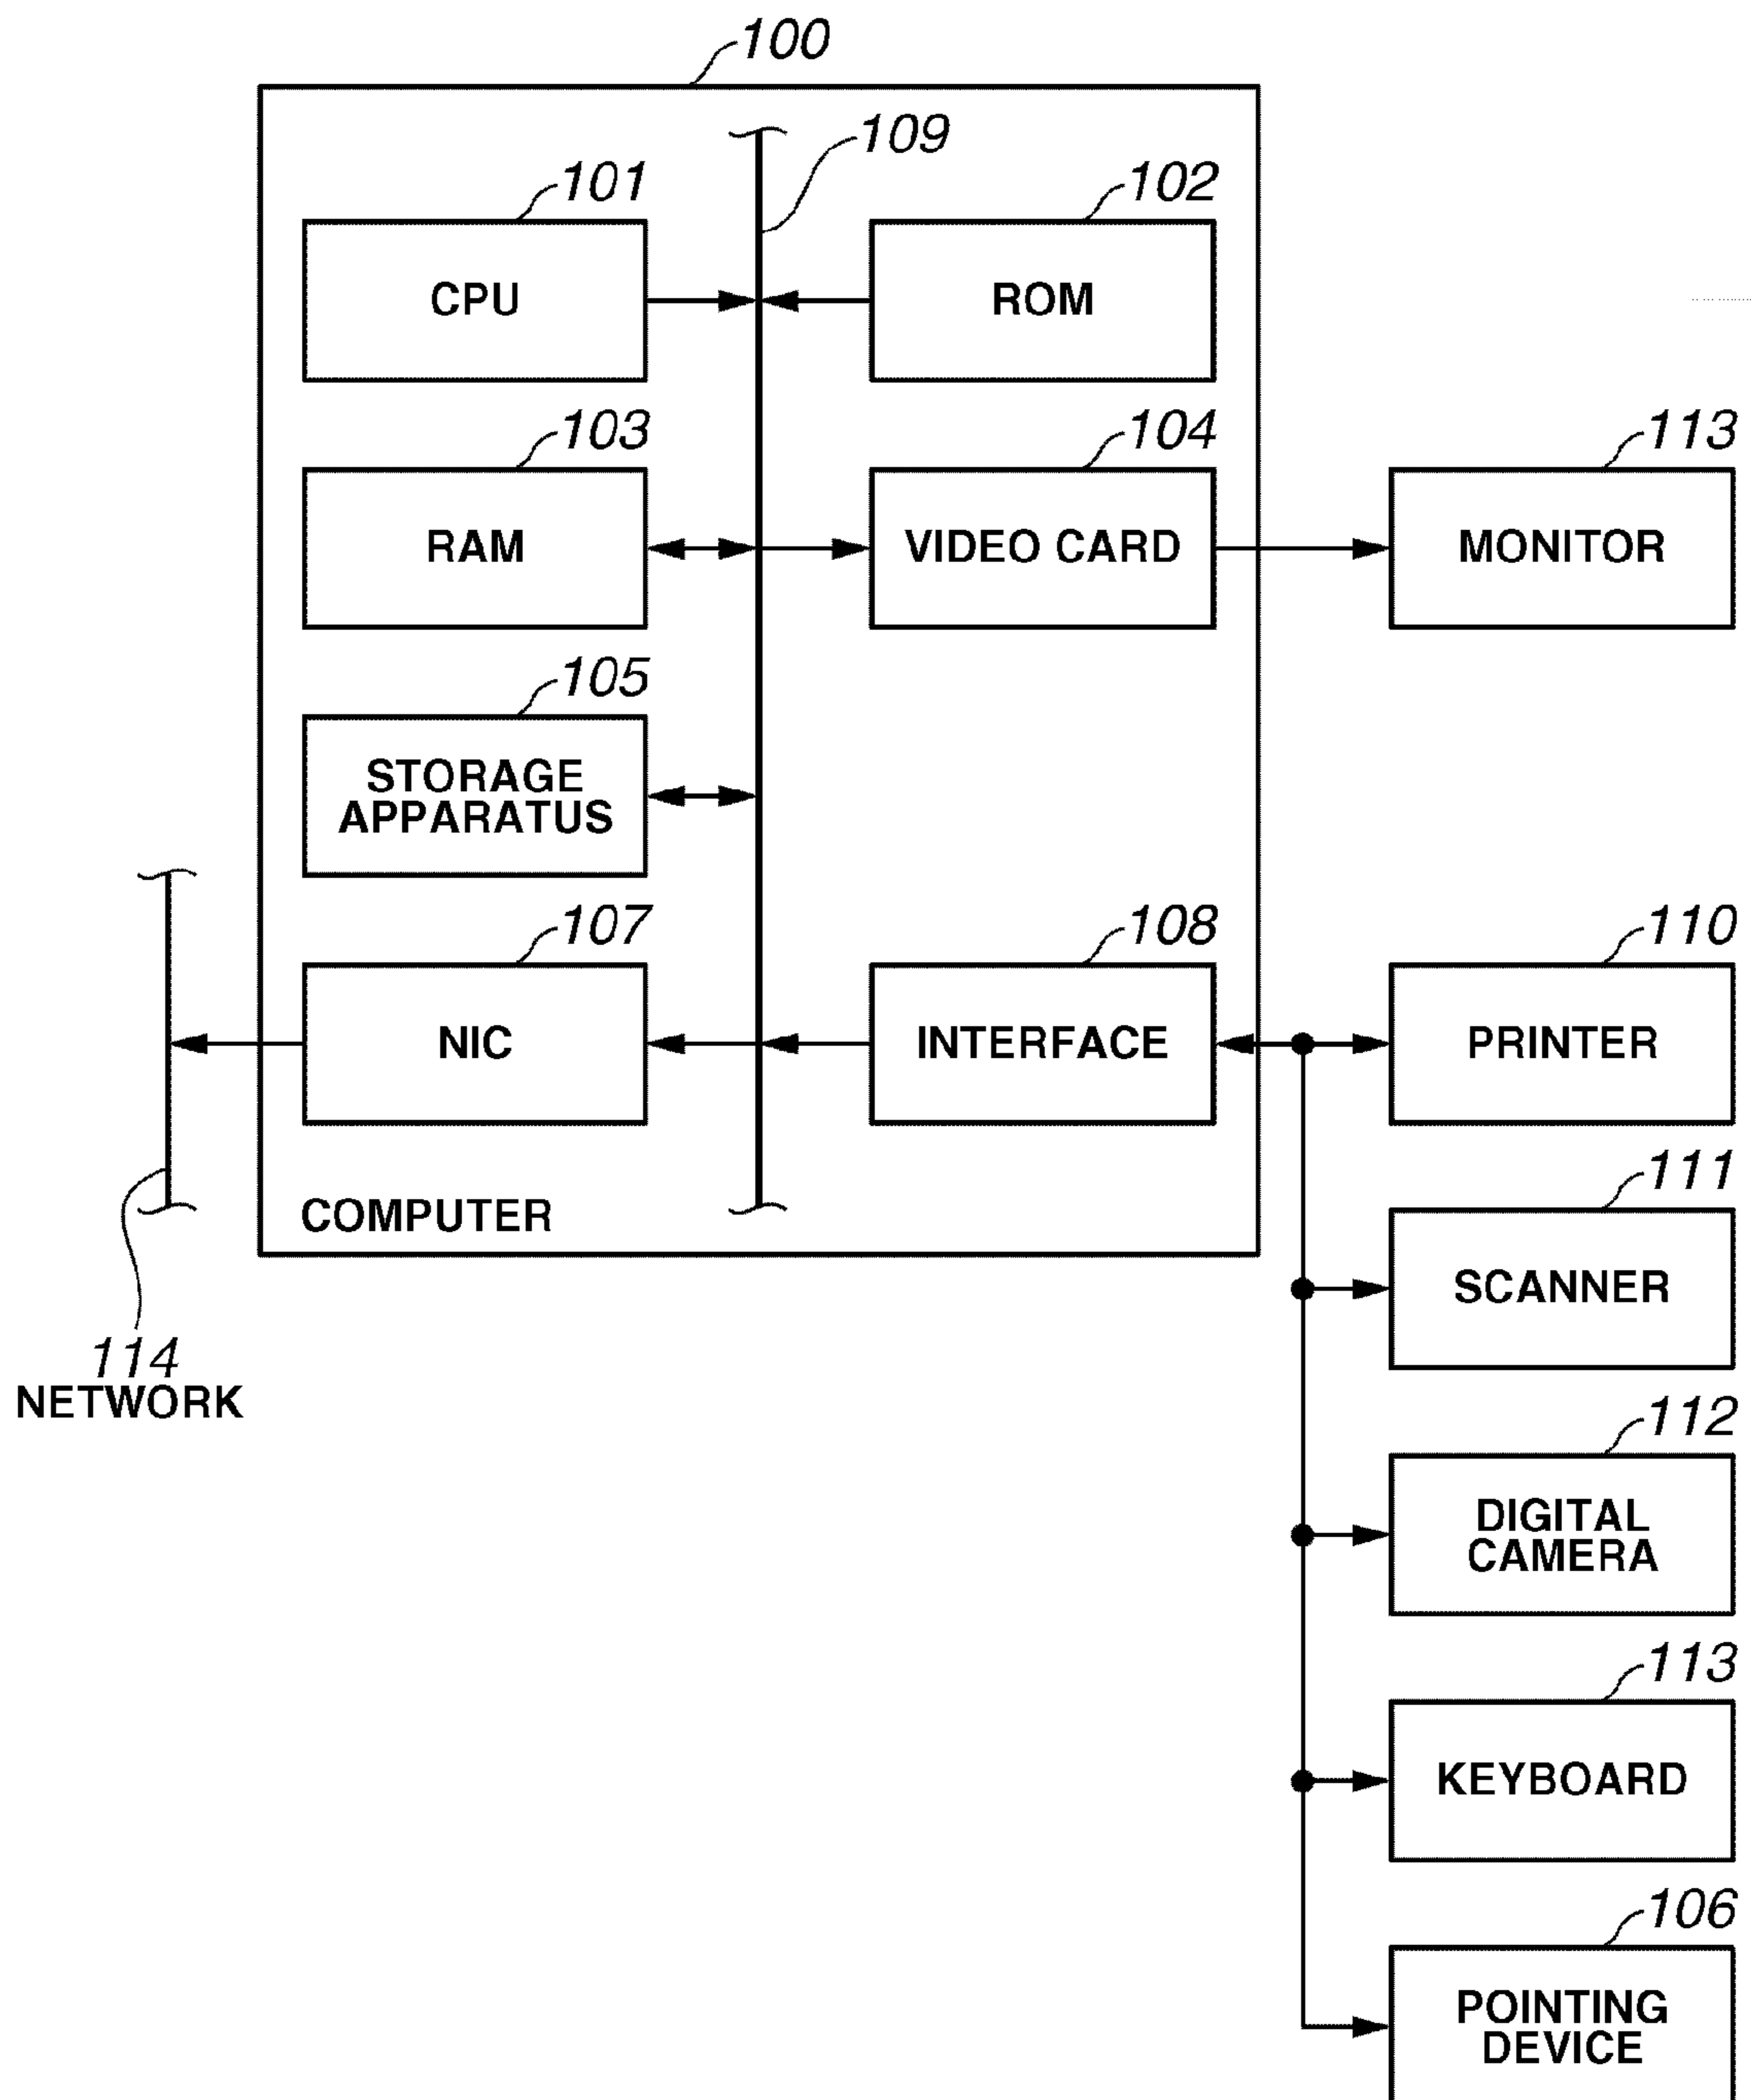 100
109
101
CPU
102
ROM
103
RAM
104
VIDEO CARD
113
MONITOR
105
STORAGE
APPARATUS
107
NIC
108
INTERFACE
110
PRINTER
COMPUTER
114
NETWORK
111
SCANNER
112
DIGITAL
CAMERA
113
KEYBOARD
106
POINTING
DEVICE